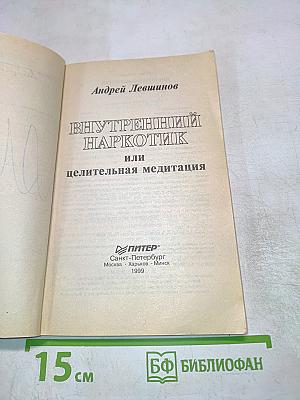 Андрей Левшинов
ВНУТРЕННИЙ
НАРКОТИК
или
целительная медитация
ПИТЕР
Санкт-Петербург
Москва · Харьков · Минск
1999
15 см
БФ БИБЛИОФАН